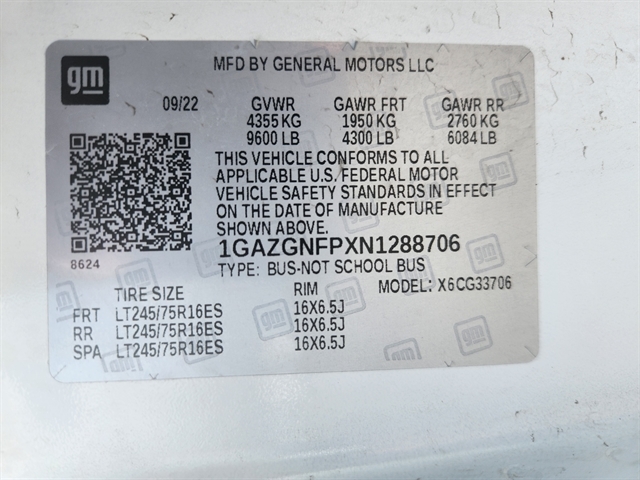 gm
MFD BY GENERAL MOTORS LLC
09/22 GVWR GAWR FRT GAWR RR
4355 KG 1950 KG 2760 KG
9600 LB 4300 LB 6084 LB
THIS VEHICLE CONFORMS TO ALL
APPLICABLE U.S. FEDERAL MOTOR
VEHICLE SAFETY STANDARDS IN EFFECT
ON THE DATE OF MANUFACTURE
SHOWN ABOVE.
8624
1GAZGNFPXN1288706
TYPE: BUS-NOT SCHOOL BUS
TIRE SIZE RIM MODEL: X6CG33706
FRT LT245/75R16ES 16X6.5J
RR LT245/75R16ES 16X6.5J
SPA LT245/75R16ES 16X6.5J